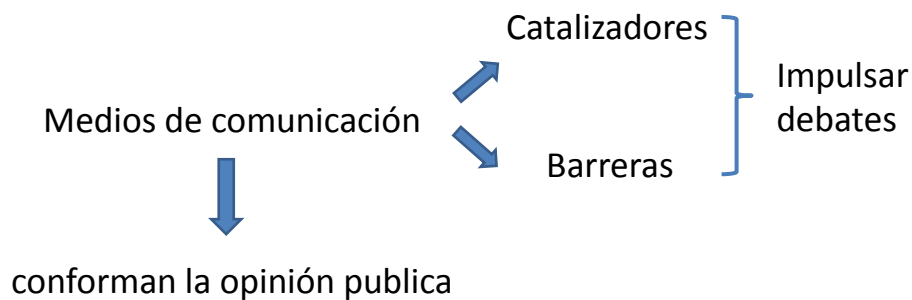 Catalizadores
Impulsar
debates
Medios de comunicación
Barreras
conforman la opinión publica